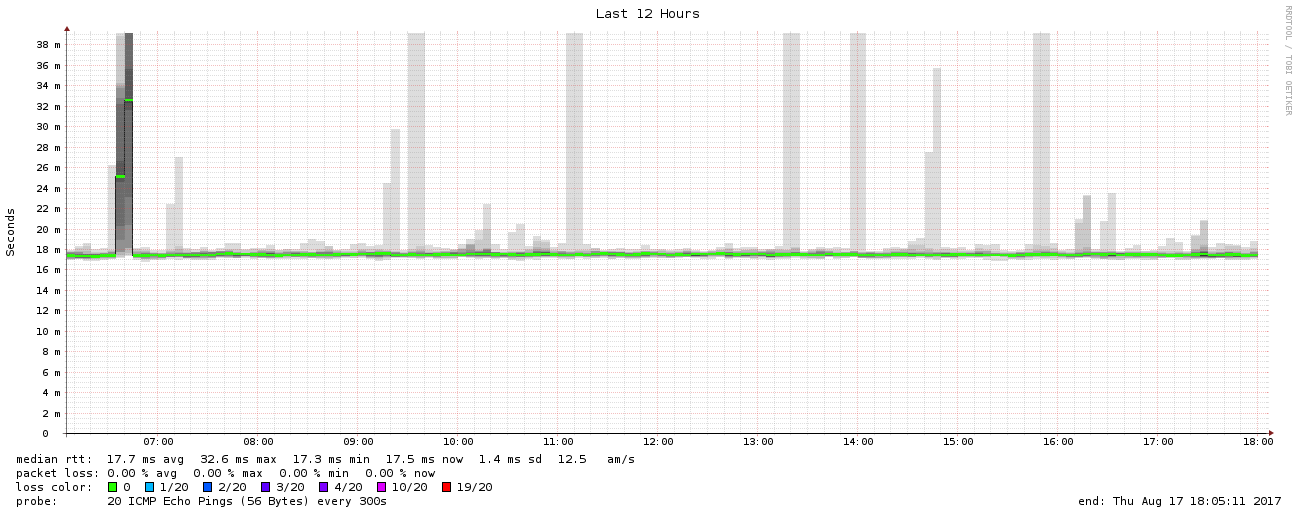 Last 12 Hours
RRDTOOL / TOBI OETIKER
Seconds
38 m
36 m
34 m
32 m
30 m
28 m
26 m
24 m
22 m
20 m
18 m
16 m
14 m
12 m
10 m
8 m
6 m
4 m
2 m
0
07:00 08:00 09:00 10:00 11:00 12:00 13:00 14:00 15:00 16:00 17:00 18:00
median rtt: 17.7 ms avg 32.6 ms max 17.3 ms min 17.5 ms now 1.4 ms sd 12.5 am/s
packet loss: 0.00 % avg 0.00 % max 0.00 % min 0.00 % now
loss color: 0 1/20 2/20 3/20 4/20 10/20 19/20
probe: 20 ICMP Echo Pings (56 Bytes) every 300s end: Thu Aug 17 18:05:11 2017